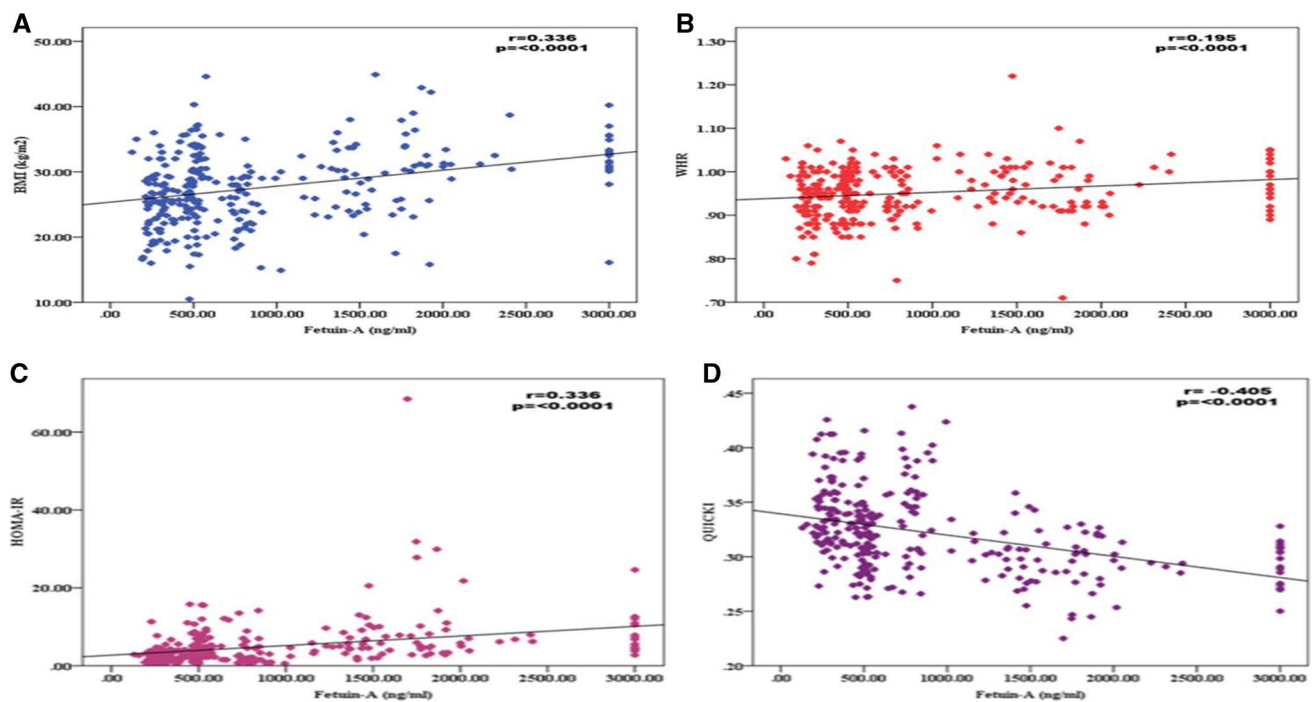 A
r=0.336
p=<0.0001
50.00
40.00
30.00
20.00
10.00
BMI (kg/m2)
.00 500.00 1000.00 1500.00 2000.00 2500.00 3000.00
Fetuin-A (ng/ml)
B
r=0.195
p=<0.0001
1.30
1.20
1.10
1.00
.90
.80
.70
WHR
.00 500.00 1000.00 1500.00 2000.00 2500.00 3000.00
Fetuin-A (ng/ml)
C
r=0.336
p=<0.0001
60.00
40.00
20.00
.00
HOMA-IR
.00 500.00 1000.00 1500.00 2000.00 2500.00 3000.00
Fetuin-A (ng/ml)
D
r= -0.405
p=<0.0001
.45
.40
.35
.30
.25
.20
QUICKI
.00 500.00 1000.00 1500.00 2000.00 2500.00 3000.00
Fetuin-A (ng/ml)